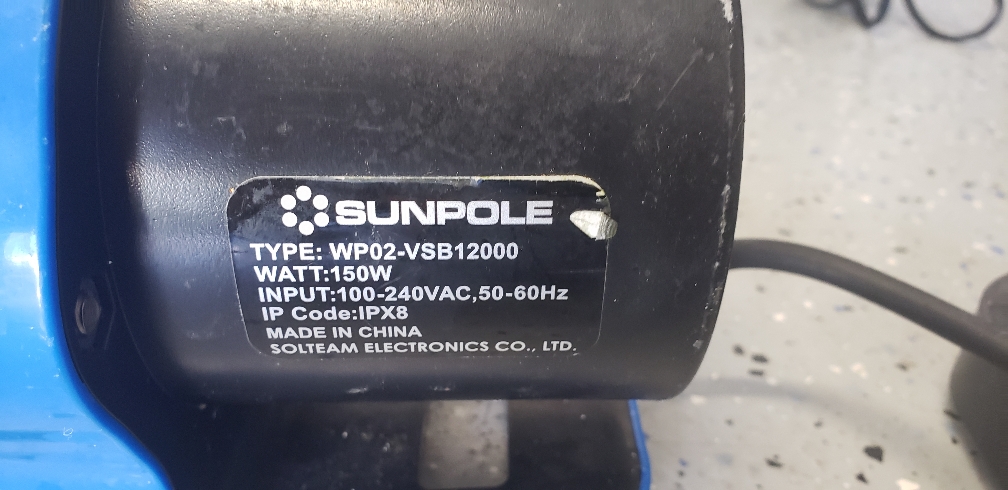 SUNPOLE
TYPE: WP02-VSB12000
WATT:150W
INPUT:100-240VAC,50-60Hz
IP Code:IPX8
MADE IN CHINA
SOLTEAM ELECTRONICS CO., LTD.